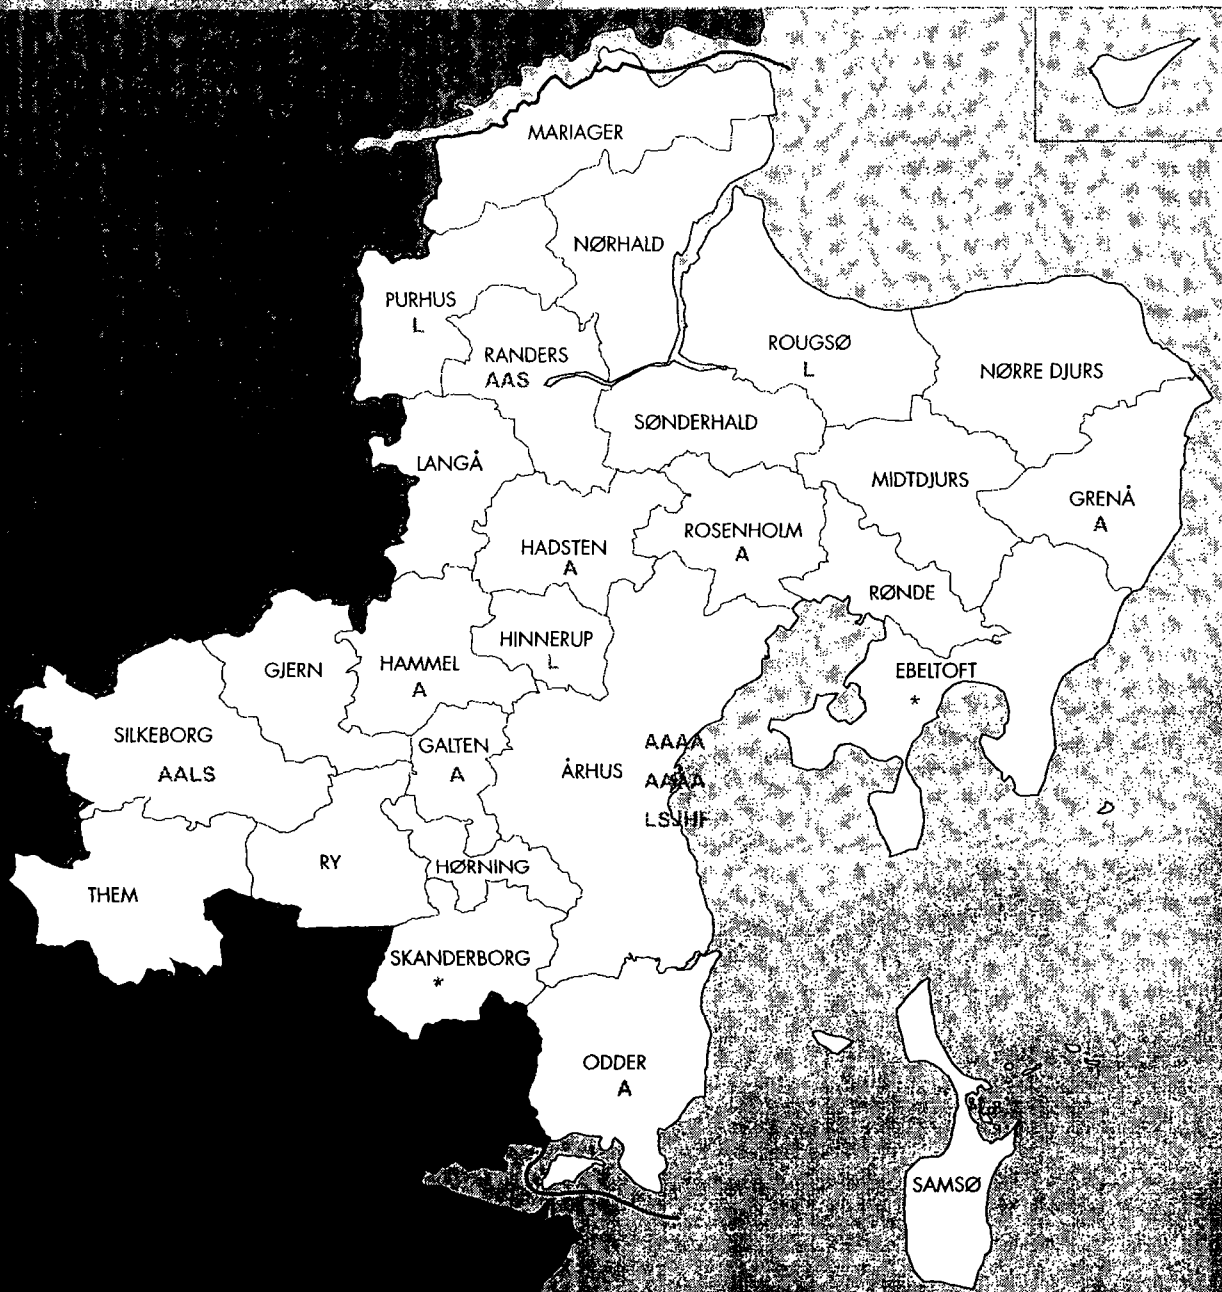 MARIAGER
NØRHALD
PURHUS
L
RANDERS
AAS
ROUGSØ
L
NØRRE DJURS
SØNDERHALD
LANGÅ
MIDTDJURS
GRENÅ
A
ROSENHOLM
A
HADSTEN
A
RØNDE
HINNERUP
L
GJERN
HAMMEL
A
EBELTOFT
*
SILKEBORG
AALS
GALTEN
A
ÅRHUS
AAAA
AAAA
LSVHF
RY
HØRNING
THEM
SKANDERBORG
*
ODDER
A
SAMSØ